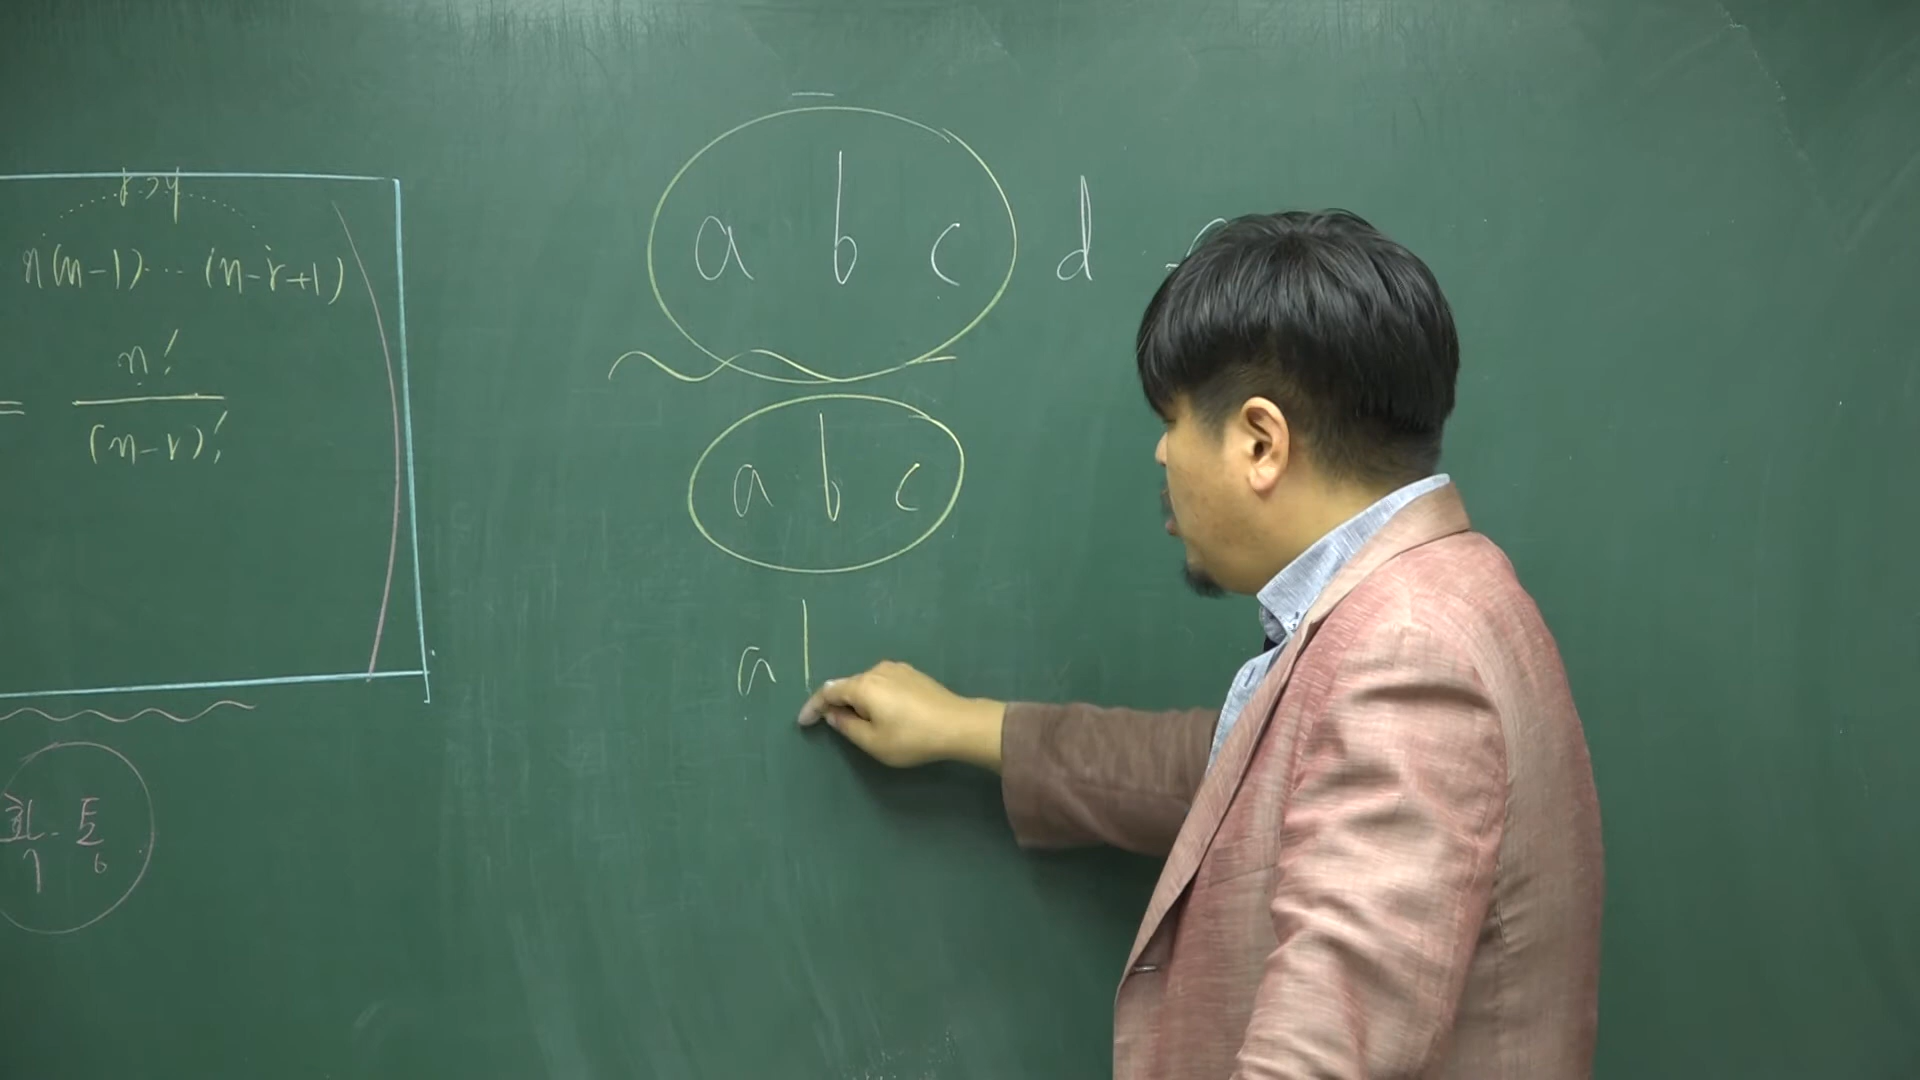 n(n-1)⋯(n-r+1)
= n! / (n-r)!
a b c d
a b c
a